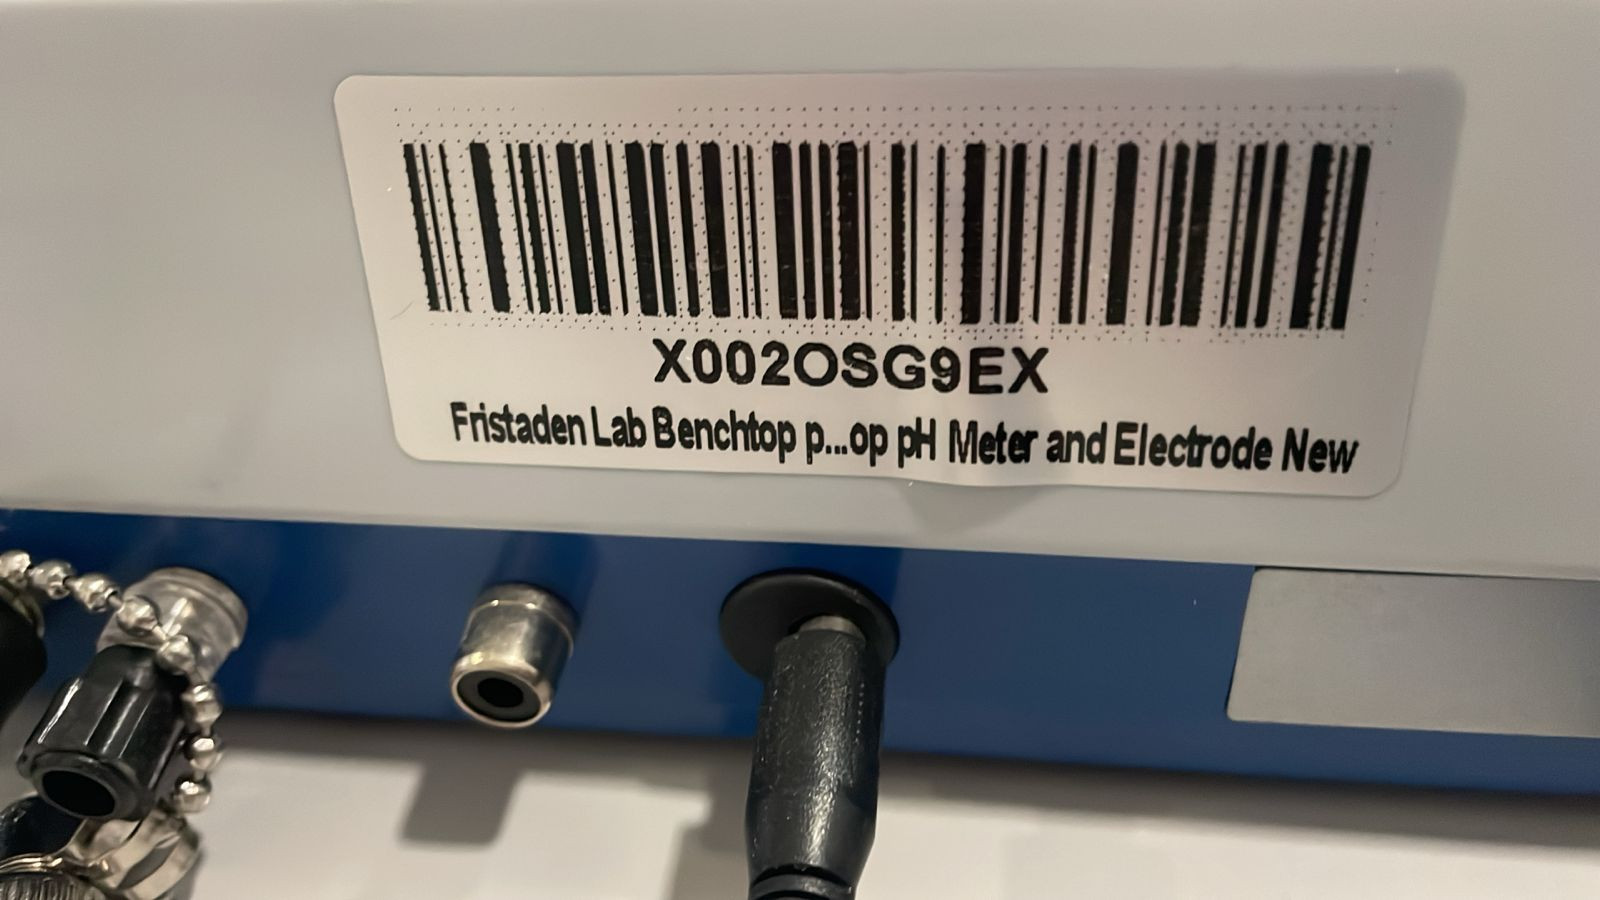 X002OSG9EX
Fristaden Lab Benchtop p...op pH Meter and Electrode New